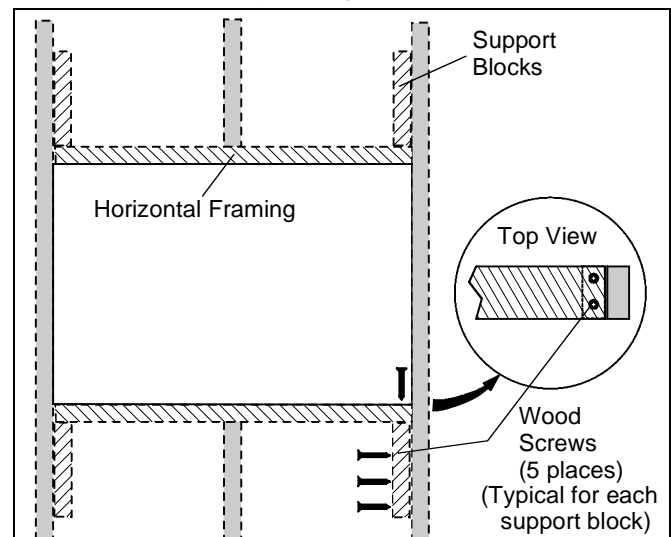 Support
Blocks
Horizontal Framing
Top View
Wood
Screws
(5 places)
(Typical for each
support block)